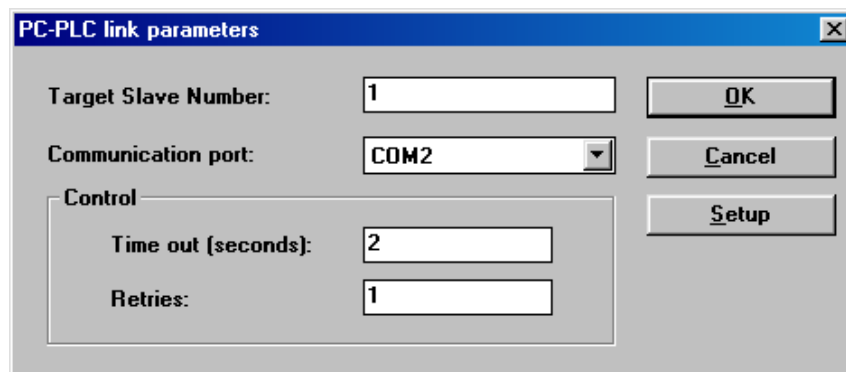 PC-PLC link parameters
Target Slave Number: 1 OK
Communication port: COM2 Cancel
Control Setup
Time out (seconds): 2
Retries: 1